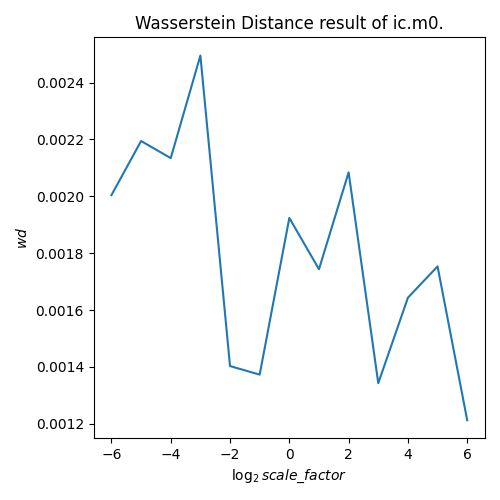 Wasserstein Distance result of ic.m0.
0.0024
0.0022
0.0020
0.0018
0.0016
0.0014
0.0012
wd
−6 −4 −2 0 2 4 6
log₂ scale_factor